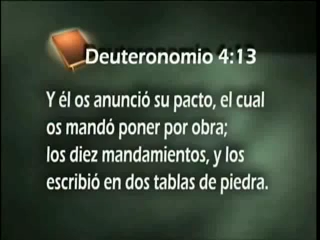 Deuteronomio 4:13
Y él os anunció su pacto, el cual
os mandó poner por obra;
los diez mandamientos, y los
escribió en dos tablas de piedra.